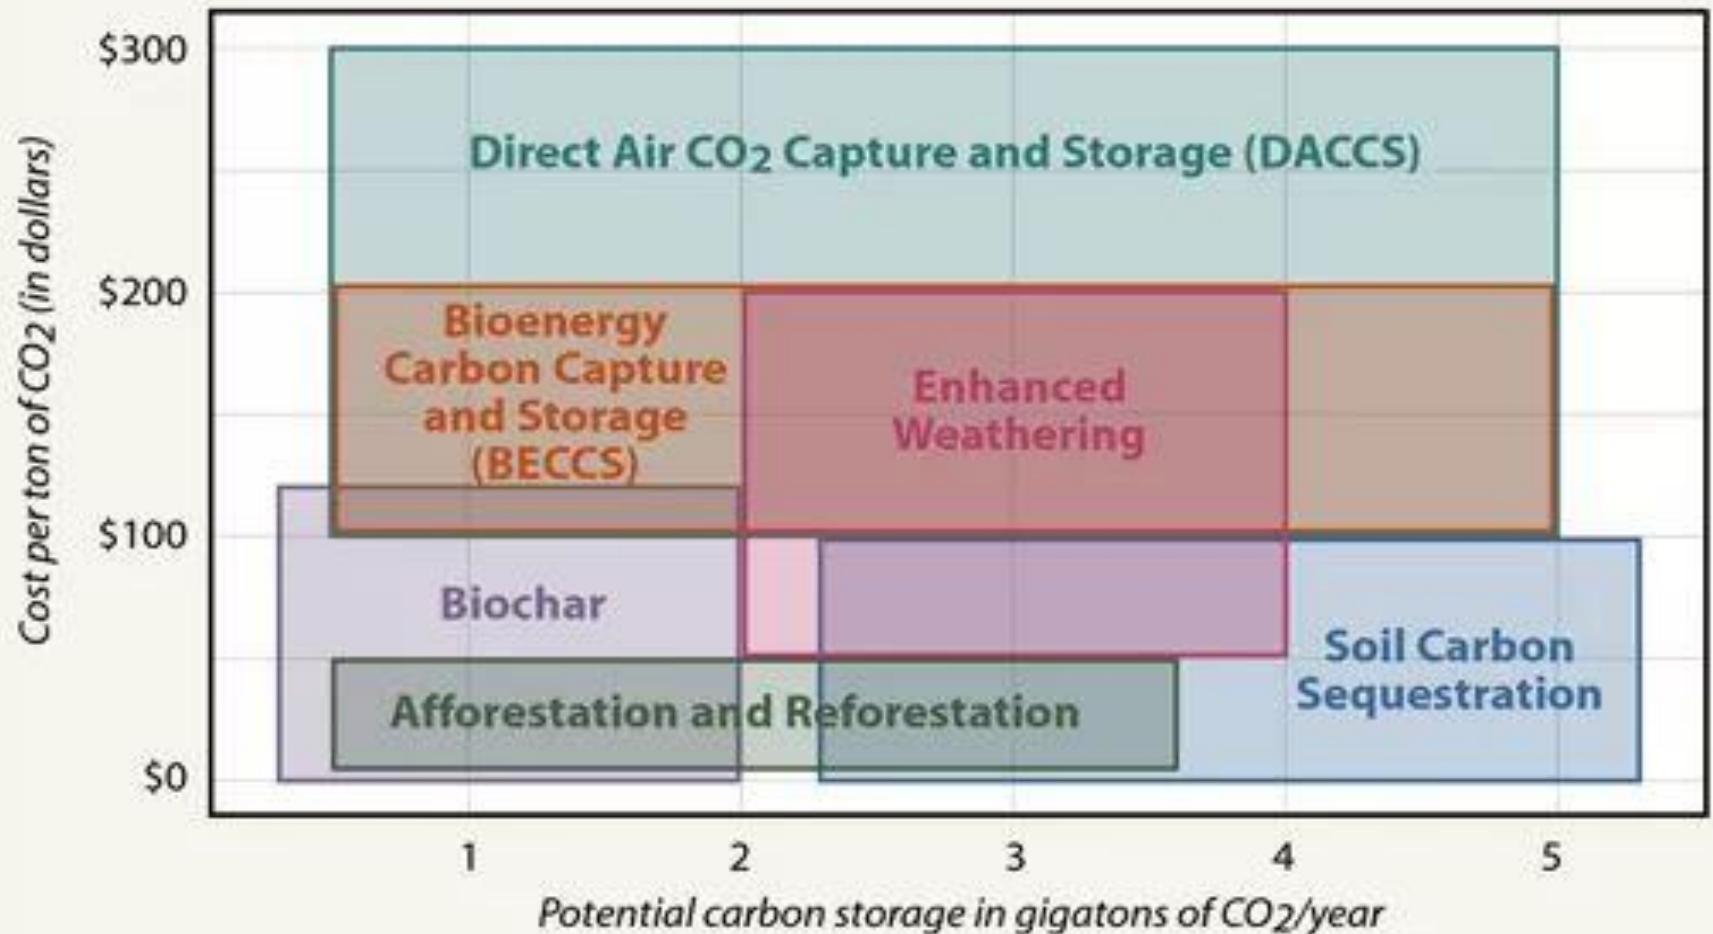 Cost per ton of CO2 (in dollars)
$300
$200
$100
$0
Direct Air CO2 Capture and Storage (DACCS)
Bioenergy
Carbon Capture
and Storage
(BECCS)
Enhanced
Weathering
Biochar
Soil Carbon
Sequestration
Afforestation and Reforestation
1 2 3 4 5
Potential carbon storage in gigatons of CO2/year